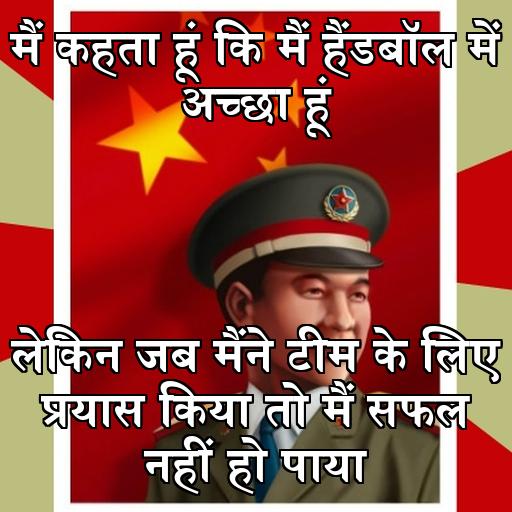 मैं कहता हूं कि मैं हैंडबॉल में
अच्छा हूं
लेकिन जब मैंने टीम के लिए
प्रयास किया तो मैं सफल
नहीं हो पाया